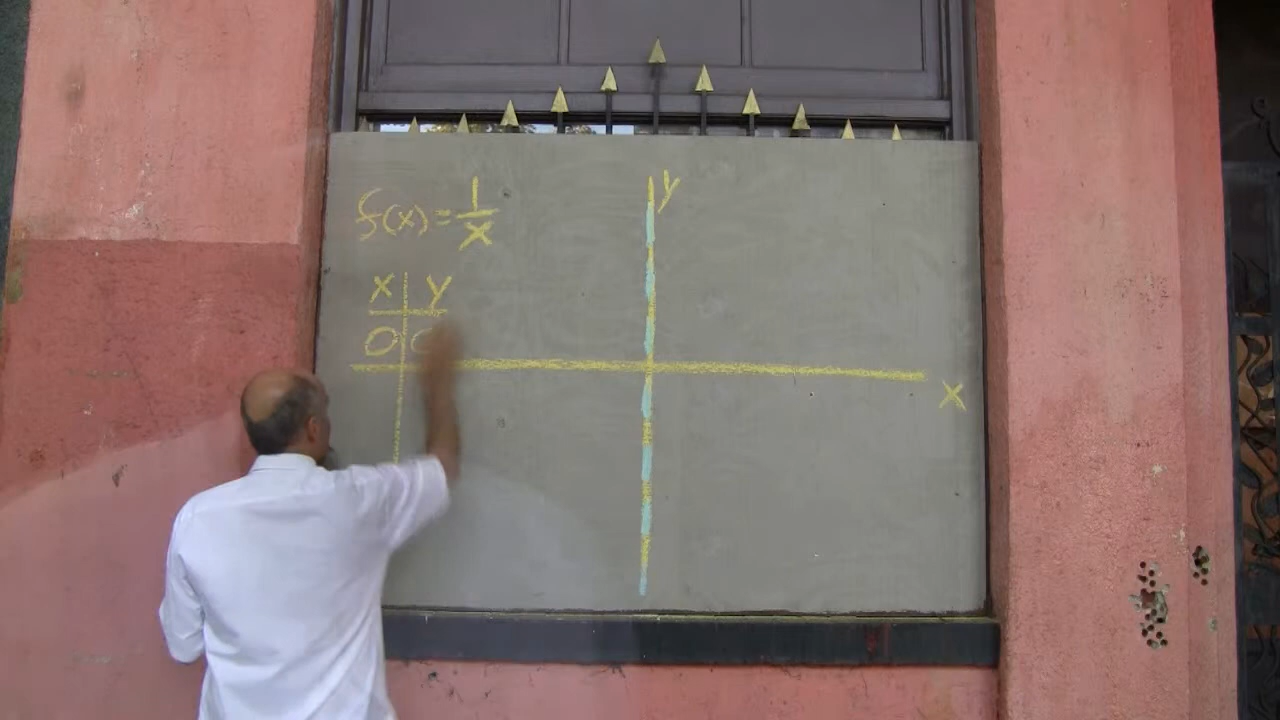 f(x) = 1/x
x y
0
y
x